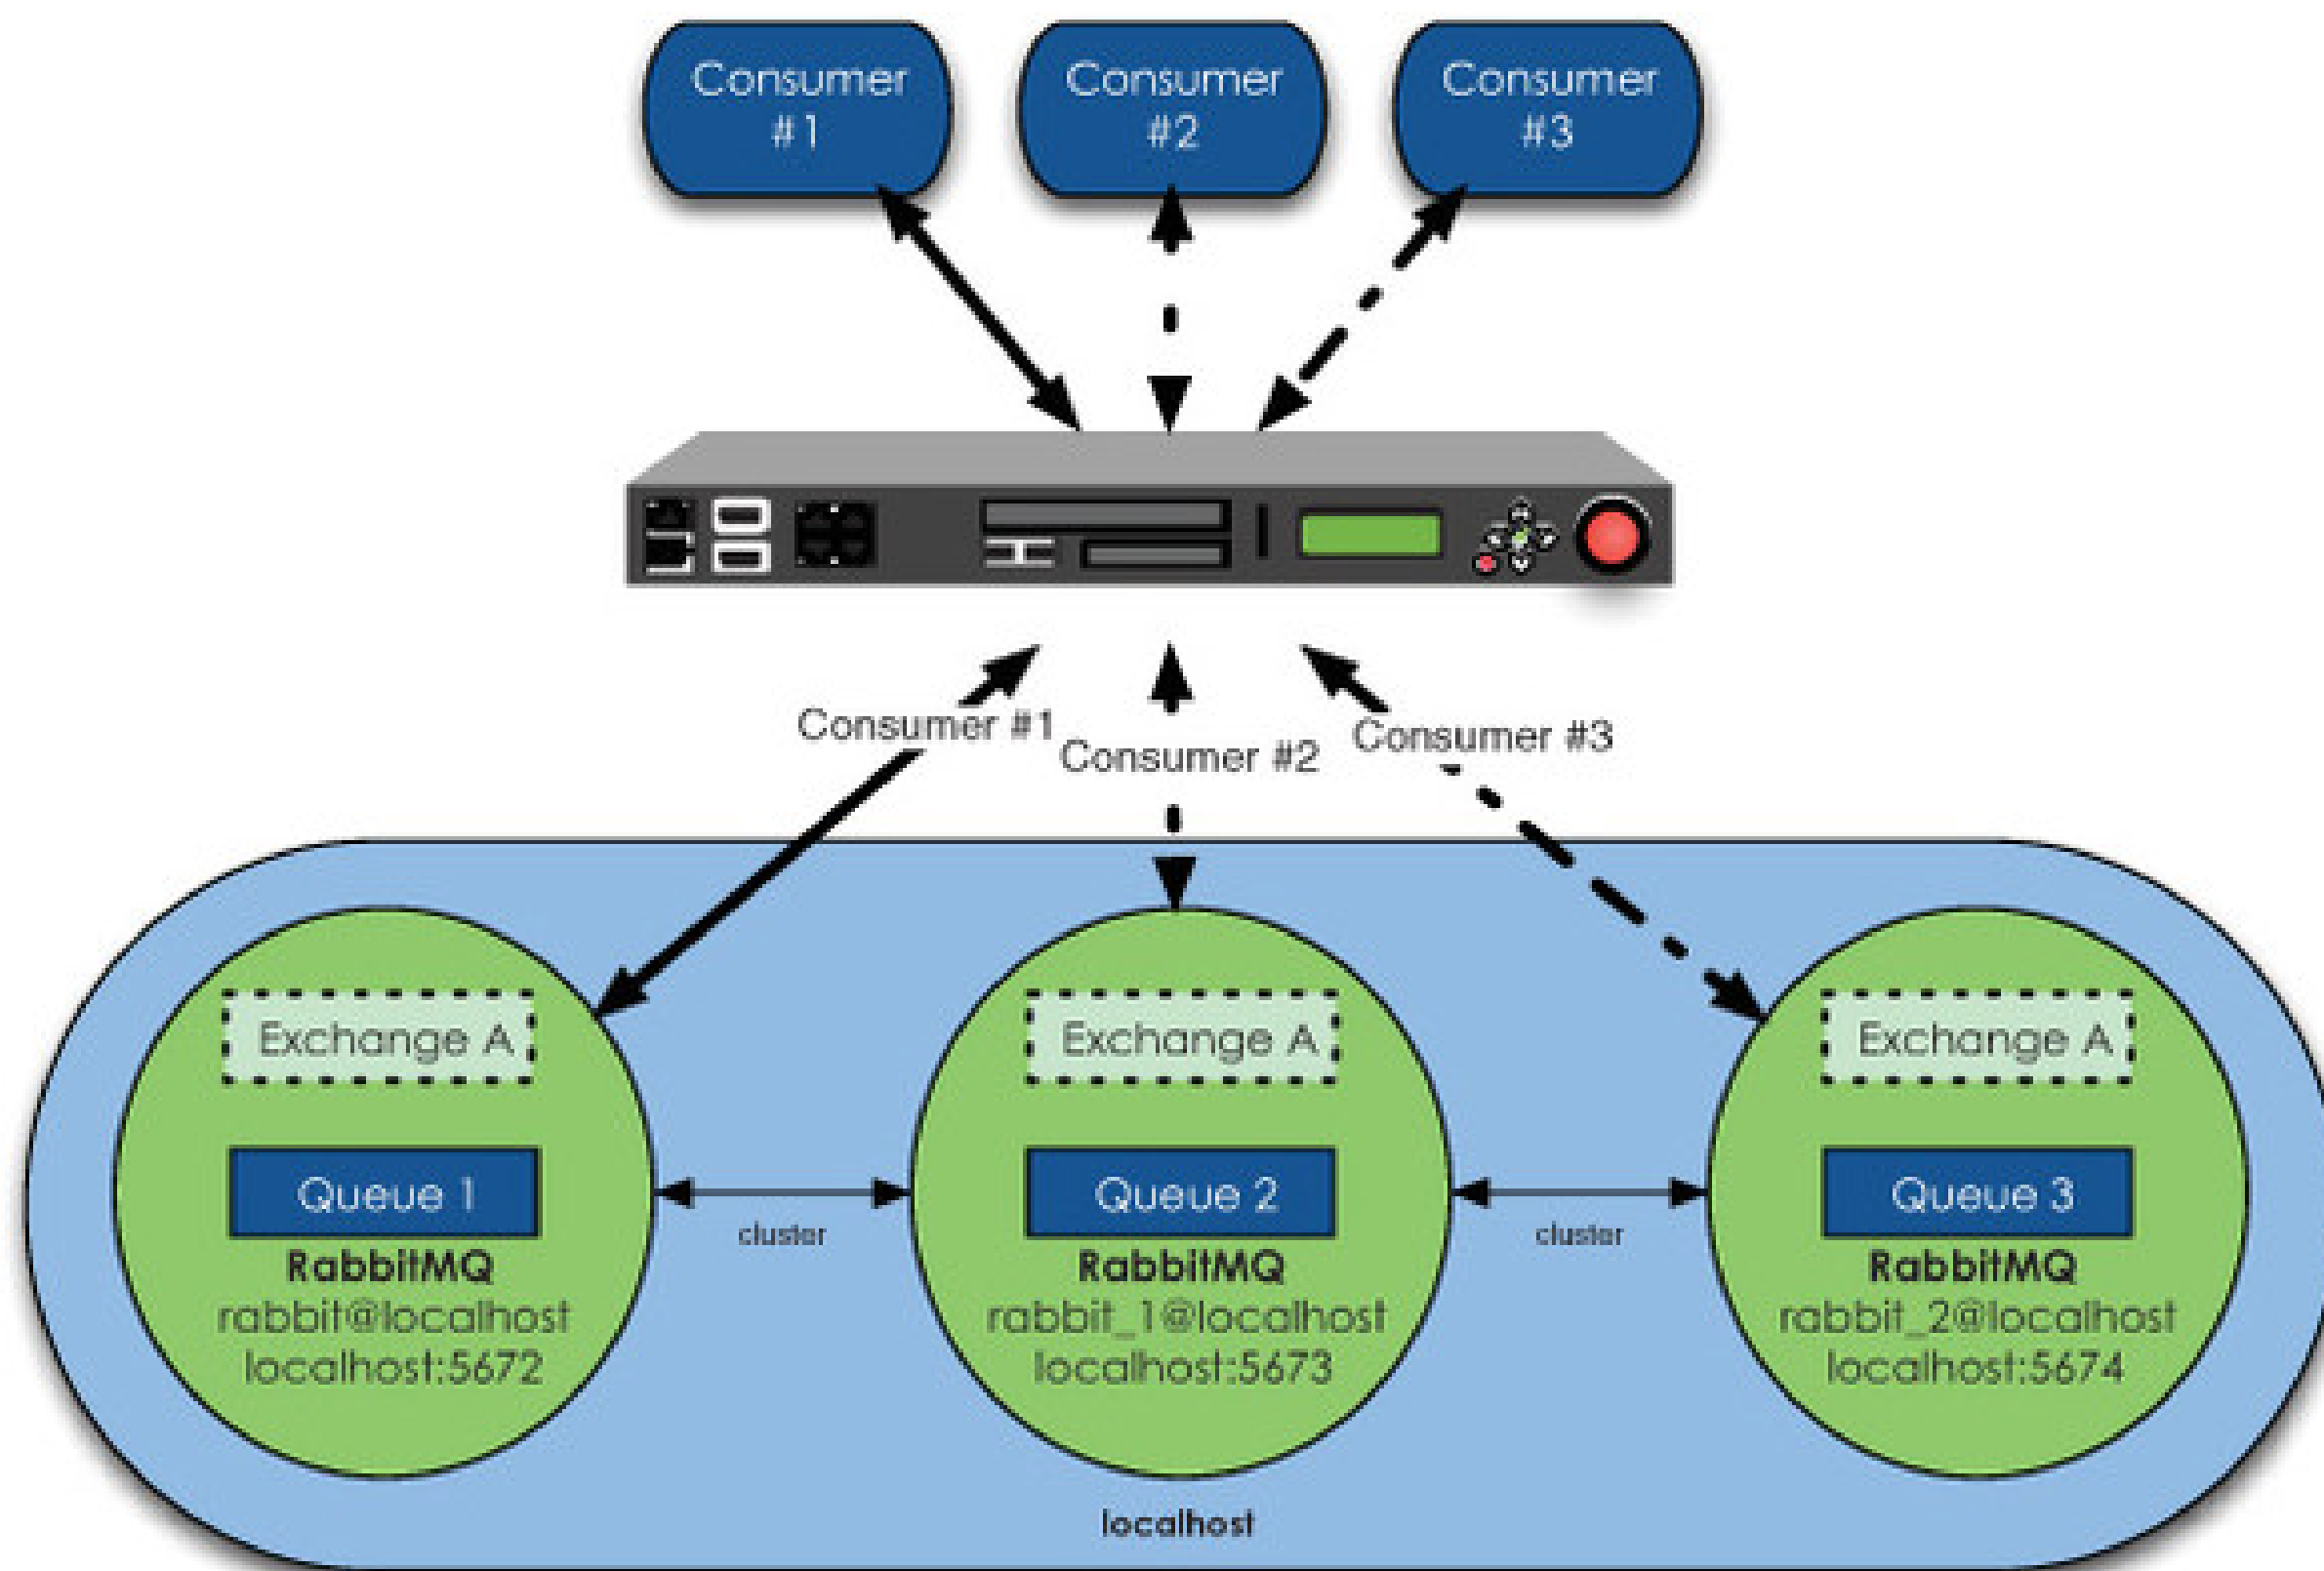 Consumer
#1
Consumer
#2
Consumer
#3
Consumer #1
Consumer #2
Consumer #3
Exchange A
Exchange A
Exchange A
Queue 1
Queue 2
Queue 3
cluster
cluster
RabbitMQ
rabbit@localhost
localhost:5672
RabbitMQ
rabbit_1@localhost
localhost:5673
RabbitMQ
rabbit_2@localhost
localhost:5674
localhost